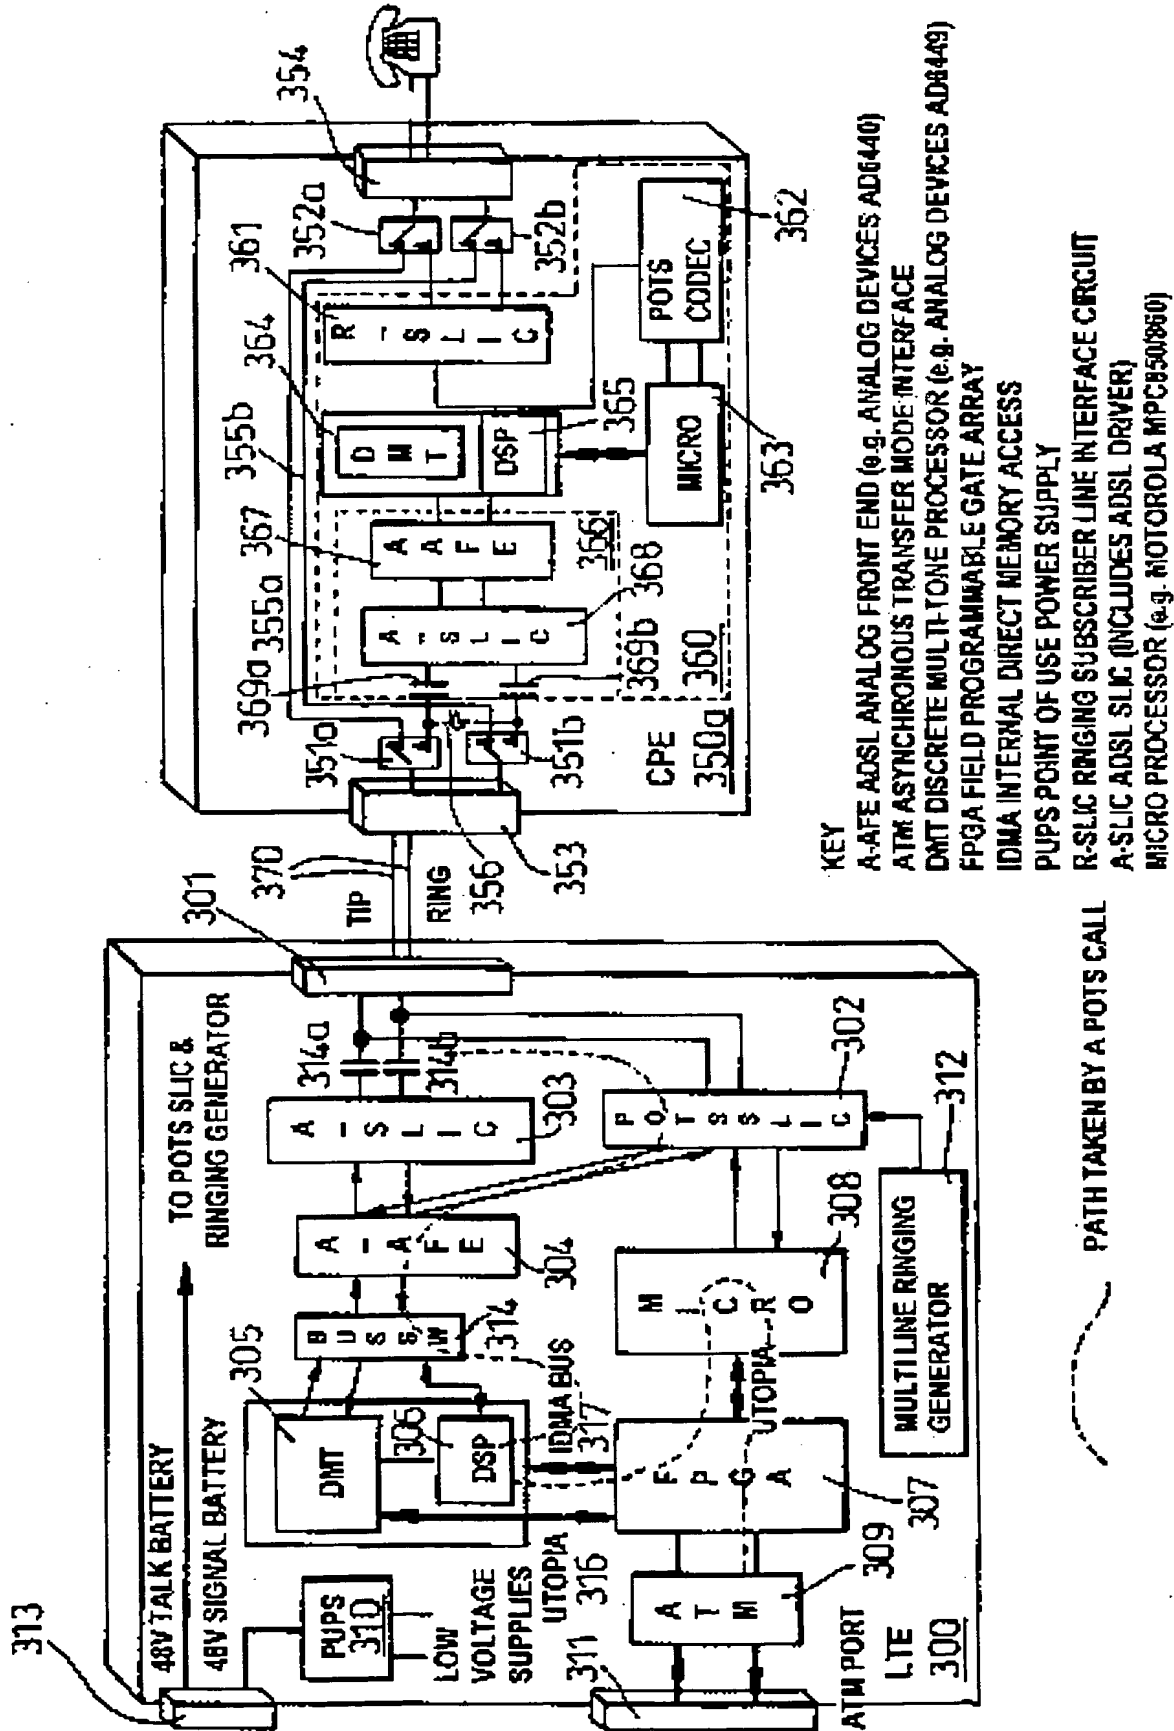 313
48V TALK BATTERY
48V SIGNAL BATTERY
TO POTS SLIC &
RINGING GENERATOR
PUPS
310
LOW
VOLTAGE
SUPPLIES
305
DMT
306
DSP
IDMA BUS
317
UTOPIA
316
BUS SW
314
A-AFE
304
A-SLIC
303
314a
314b
301
TIP
RING
370
311
ATM PORT
LTE
300
ATM
309
FPGA
307
UTOPIA
MICRO
308
POTS SLIC
302
MULTI LINE RINGING
GENERATOR
312
PATH TAKEN BY A POTS CALL
353
356
351a
351b
369a
369b
355a
355b
A-SLIC
368
A-AFE
367
366
DMT
364
DSP
365
R-SLIC
361
352a
352b
354
CPE
350a
360
MICRO
363
POTS
CODEC
362
KEY
A-AFE ADSL ANALOG FRONT END (e.g. ANALOG DEVICES AD6440)
ATM ASYNCHRONOUS TRANSFER MODE INTERFACE
DMT DISCRETE MULTI-TONE PROCESSOR (e.g. ANALOG DEVICES AD6449)
FPGA FIELD PROGRAMMABLE GATE ARRAY
IDMA INTERNAL DIRECT MEMORY ACCESS
PUPS POINT OF USE POWER SUPPLY
R-SLIC RINGING SUBSCRIBER LINE INTERFACE CIRCUIT
A-SLIC ADSL SLIC (INCLUDES ADSL DRIVER)
MICRO PROCESSOR (e.g. MOTOROLA MPC850/860)